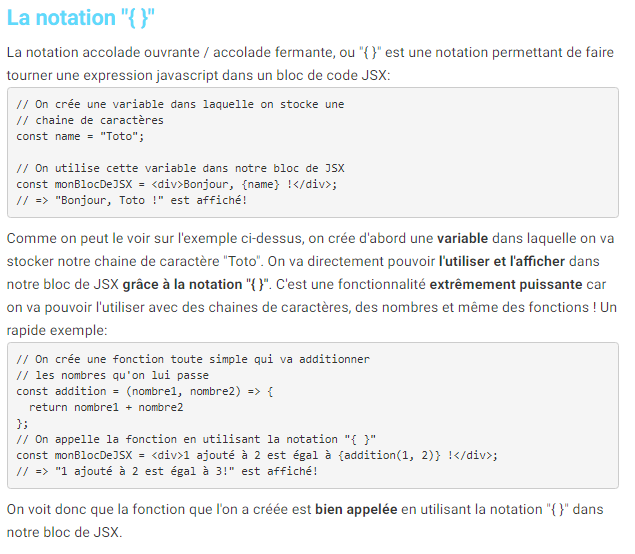 La notation "{ }"
La notation accolade ouvrante / accolade fermante, ou "{ }" est une notation permettant de faire
tourner une expression javascript dans un bloc de code JSX:
// On crée une variable dans laquelle on stocke une
// chaine de caractères
const name = "Toto";
// On utilise cette variable dans notre bloc de JSX
const monBlocDeJSX = <div>Bonjour, {name} !</div>;
// => "Bonjour, Toto !" est affiché!
Comme on peut le voir sur l'exemple ci-dessus, on crée d'abord une variable dans laquelle on va
stocker notre chaine de caractère "Toto". On va directement pouvoir l'utiliser et l'afficher dans
notre bloc de JSX grâce à la notation "{ }". C'est une fonctionnalité extrêmement puissante car
on va pouvoir l'utiliser avec des chaines de caractères, des nombres et même des fonctions ! Un
rapide exemple:
// On crée une fonction toute simple qui va additionner
// les nombres qu'on lui passe
const addition = (nombre1, nombre2) => {
  return nombre1 + nombre2
};
// On appelle la fonction en utilisant la notation "{ }"
const monBlocDeJSX = <div>1 ajouté à 2 est égal à {addition(1, 2)} !</div>;
// => "1 ajouté à 2 est égal à 3!" est affiché!
On voit donc que la fonction que l'on a créée est bien appelée en utilisant la notation "{ }" dans
notre bloc de JSX.